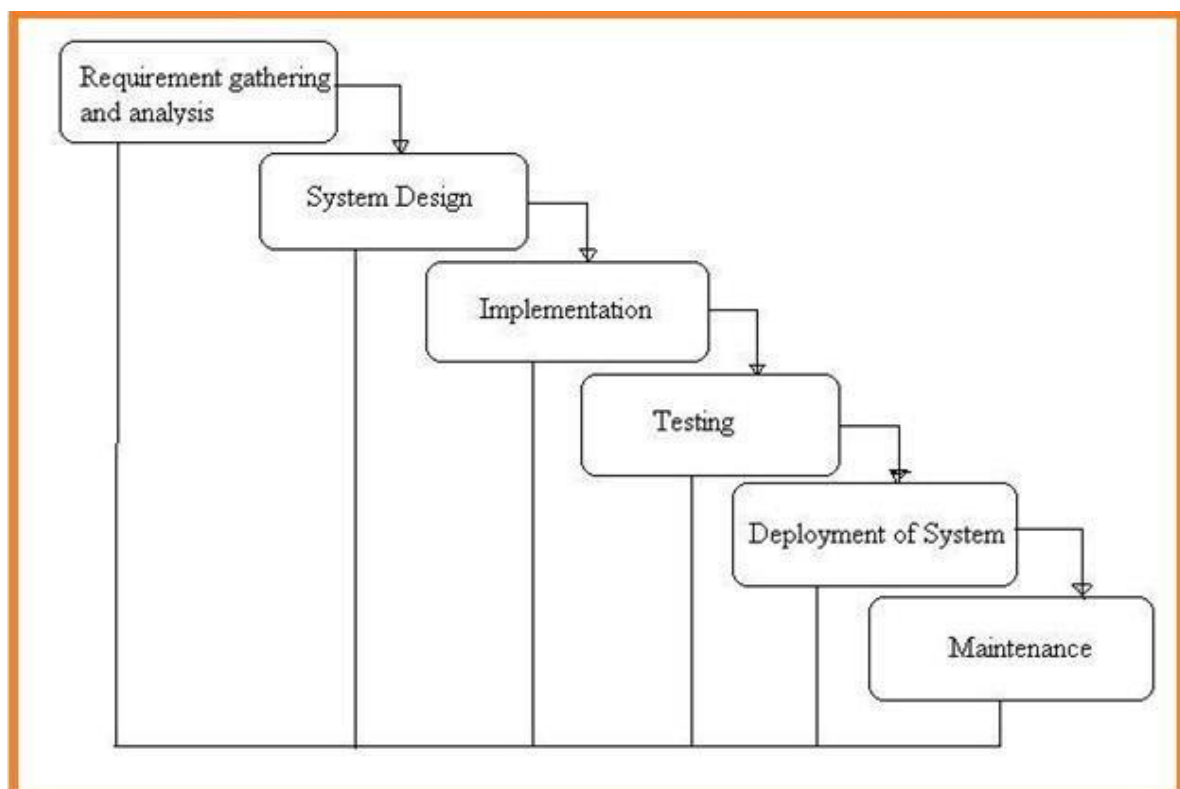 Requirement gathering
and analysis
System Design
Implementation
Testing
Deployment of System
Maintenance